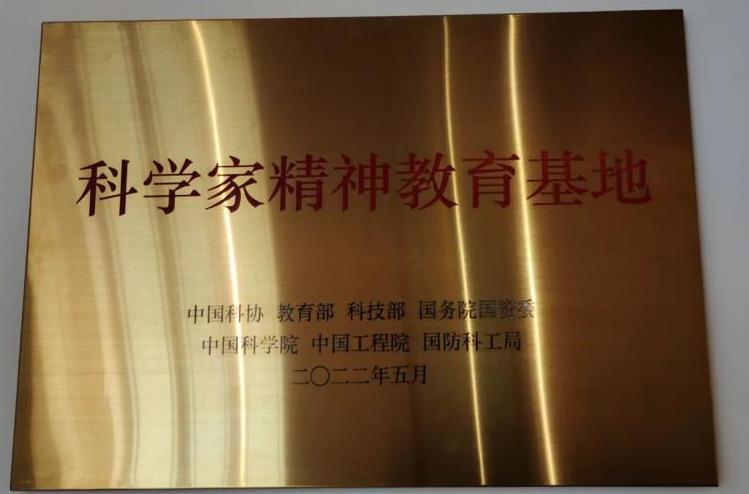 科学家精神教育基地
中国科协 教育部 科技部 国务院国资委
中国科学院 中国工程院 国防科工局
二〇二二年五月